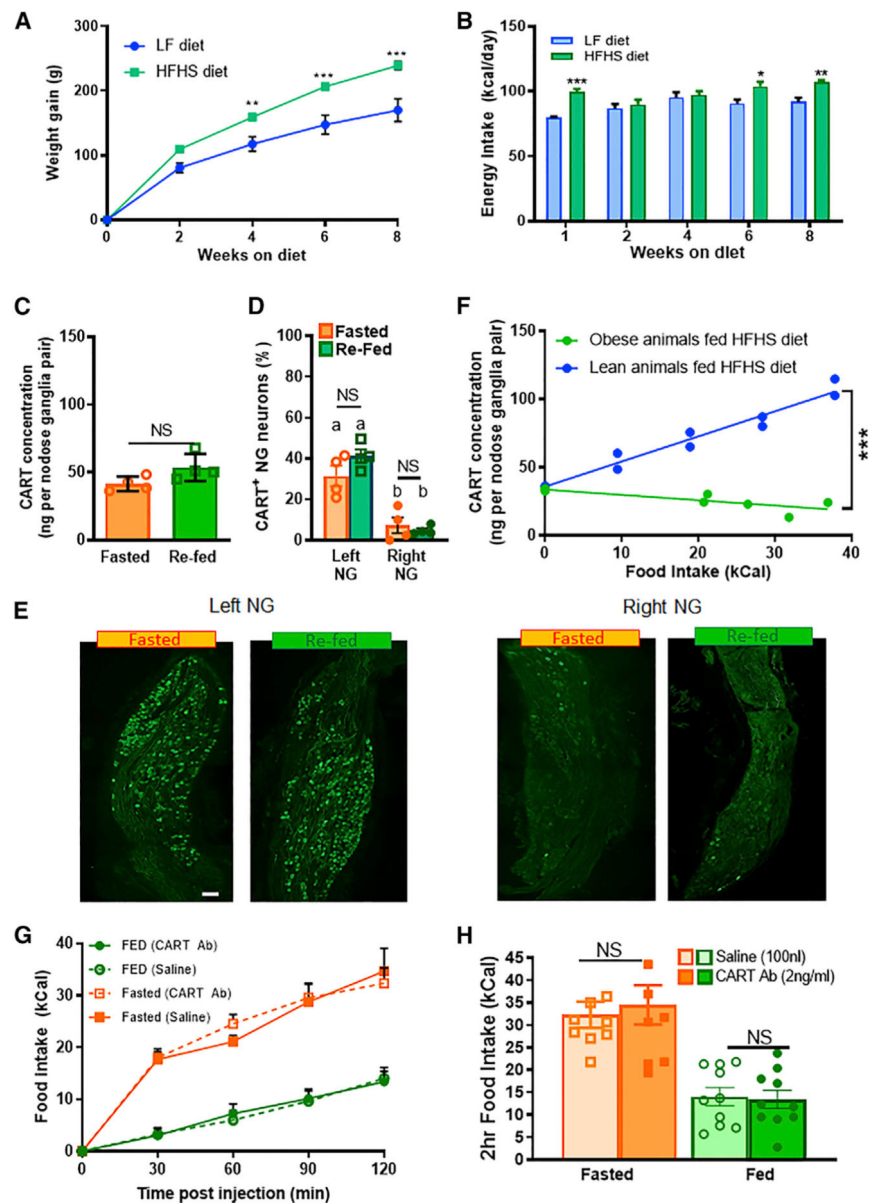 A
LF diet
HFHS diet
Weight gain (g)
300
250
200
150
100
50
0
**
***
***
0
2
4
6
8
Weeks on diet
B
LF diet
HFHS diet
Energy Intake (kcal/day)
150
100
50
0
***
*
**
1
2
4
6
8
Weeks on diet
C
CART concentration
(ng per nodose ganglia pair)
150
100
50
0
NS
Fasted
Re-fed
D
Fasted
Re-Fed
CART+ NG neurons (%)
100
80
60
40
20
0
NS
a
a
NS
b
b
Left
NG
Right
NG
F
Obese animals fed HFHS diet
Lean animals fed HFHS diet
CART concentration
(ng per nodose ganglia pair)
150
100
50
0
***
0
10
20
30
40
Food Intake (kCal)
E
Left NG
Right NG
Fasted
Re-fed
Fasted
Re-fed
G
FED (CART Ab)
FED (Saline)
Fasted (CART Ab)
Fasted (Saline)
Food Intake (kCal)
40
30
20
10
0
0
30
60
90
120
Time post injection (min)
H
Saline (100nl)
CART Ab (2ng/ml)
2hr Food Intake (kCal)
45
40
35
30
25
20
15
10
5
0
NS
NS
Fasted
Fed